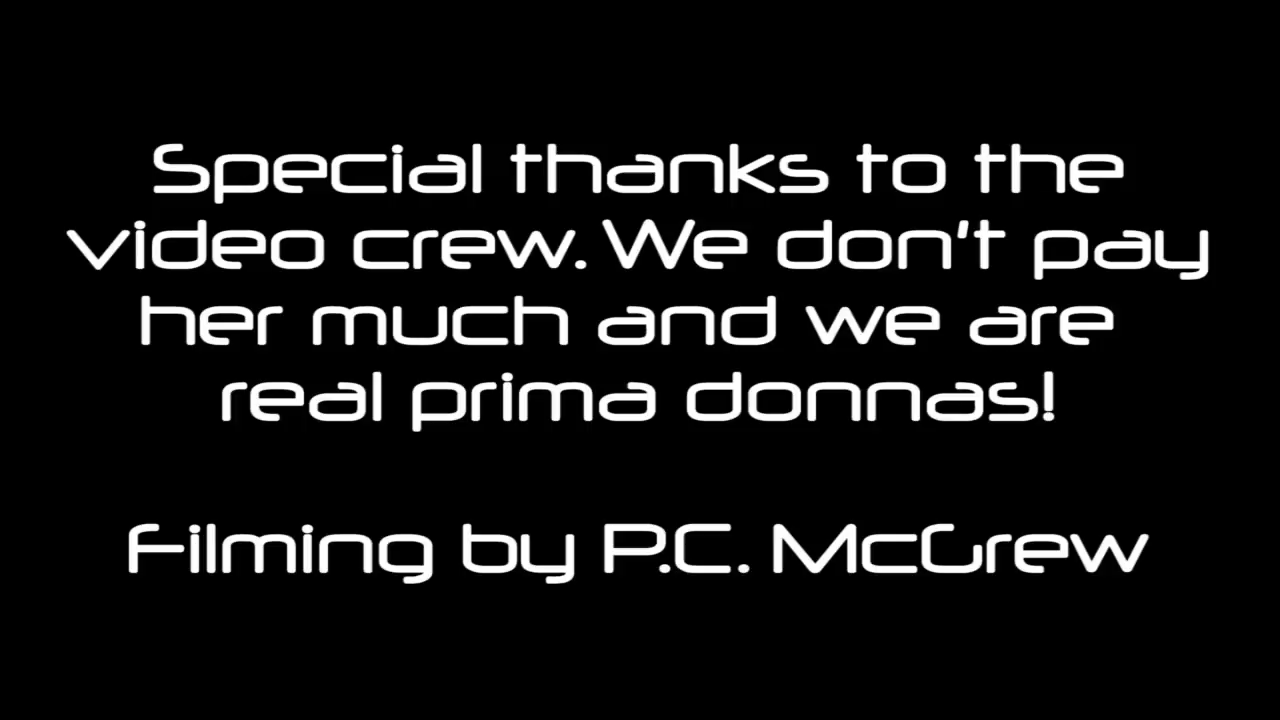 Special thanks to the
video crew. We don't pay
her much and we are
real prima donnas!
Filming by P.C. McGrew